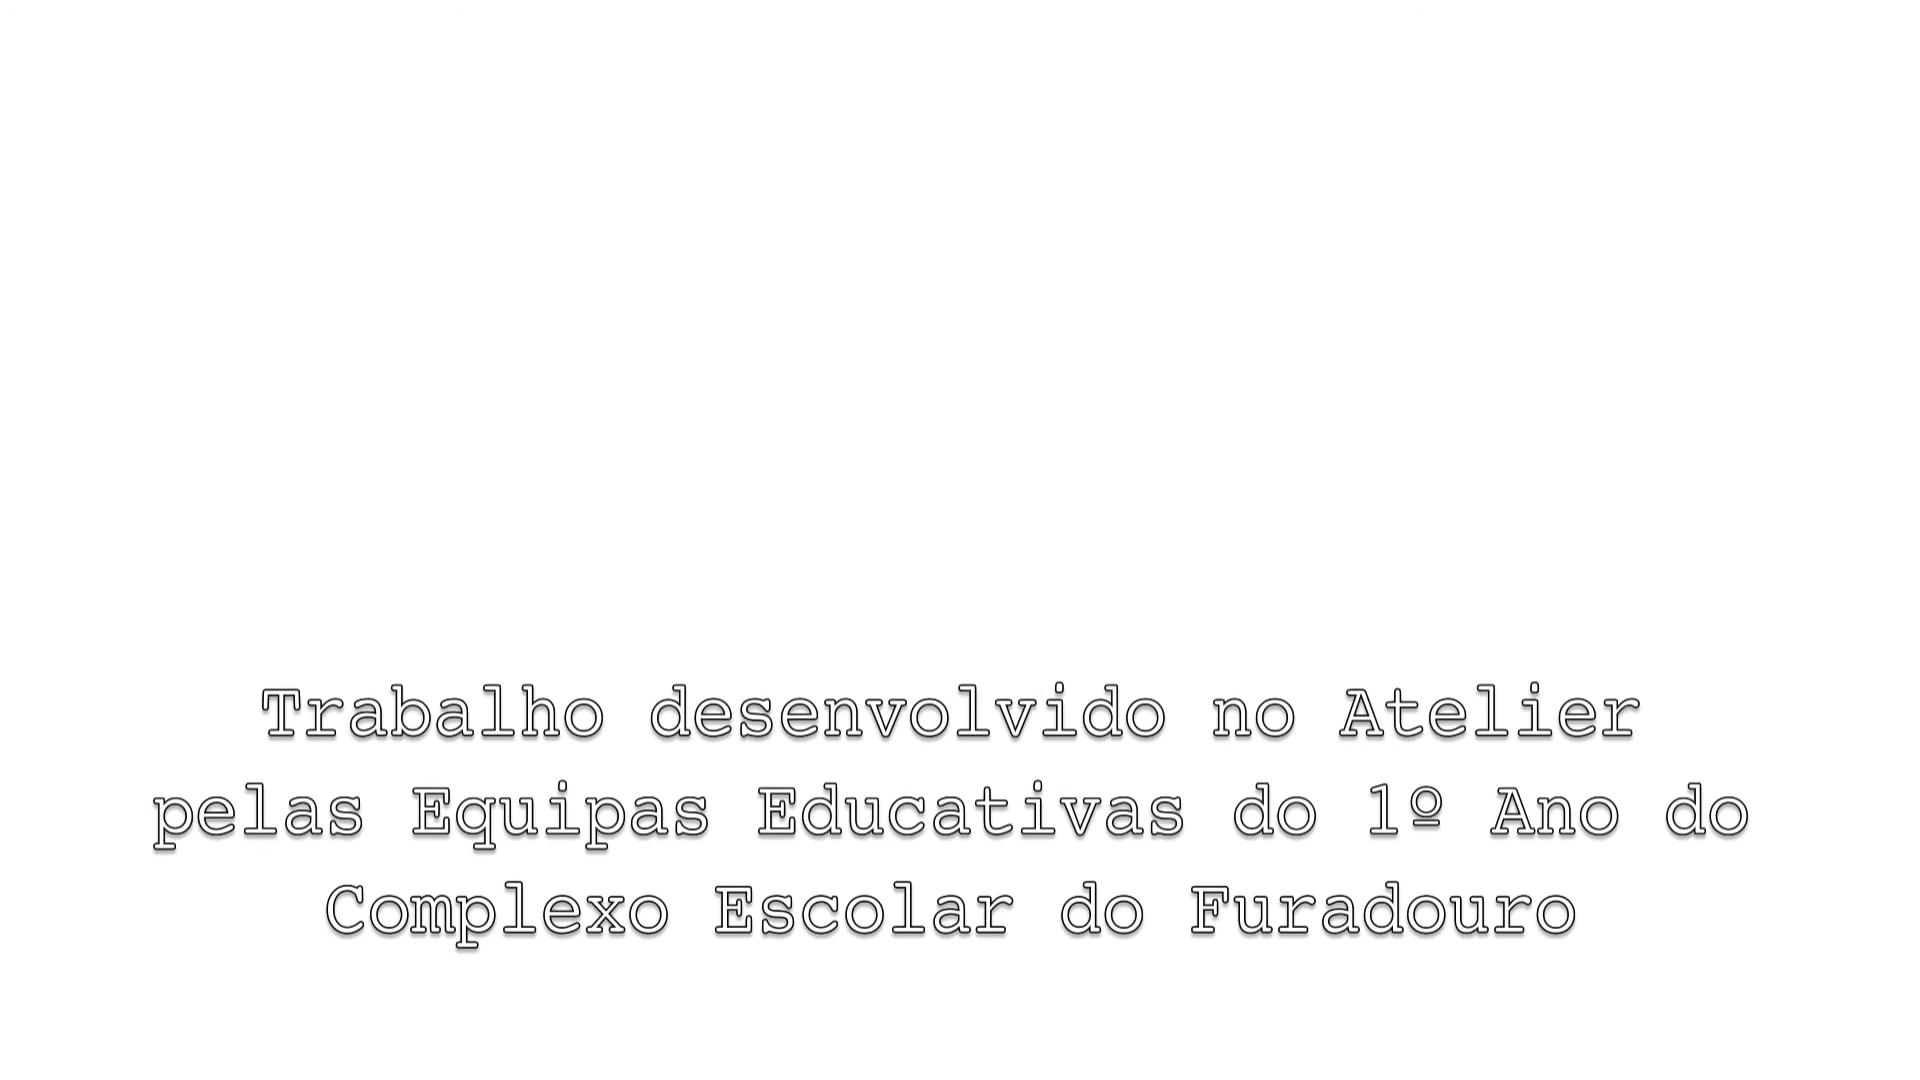 Trabalho desenvolvido no Atelier
pelas Equipas Educativas do 1º Ano do
Complexo Escolar do Furadouro